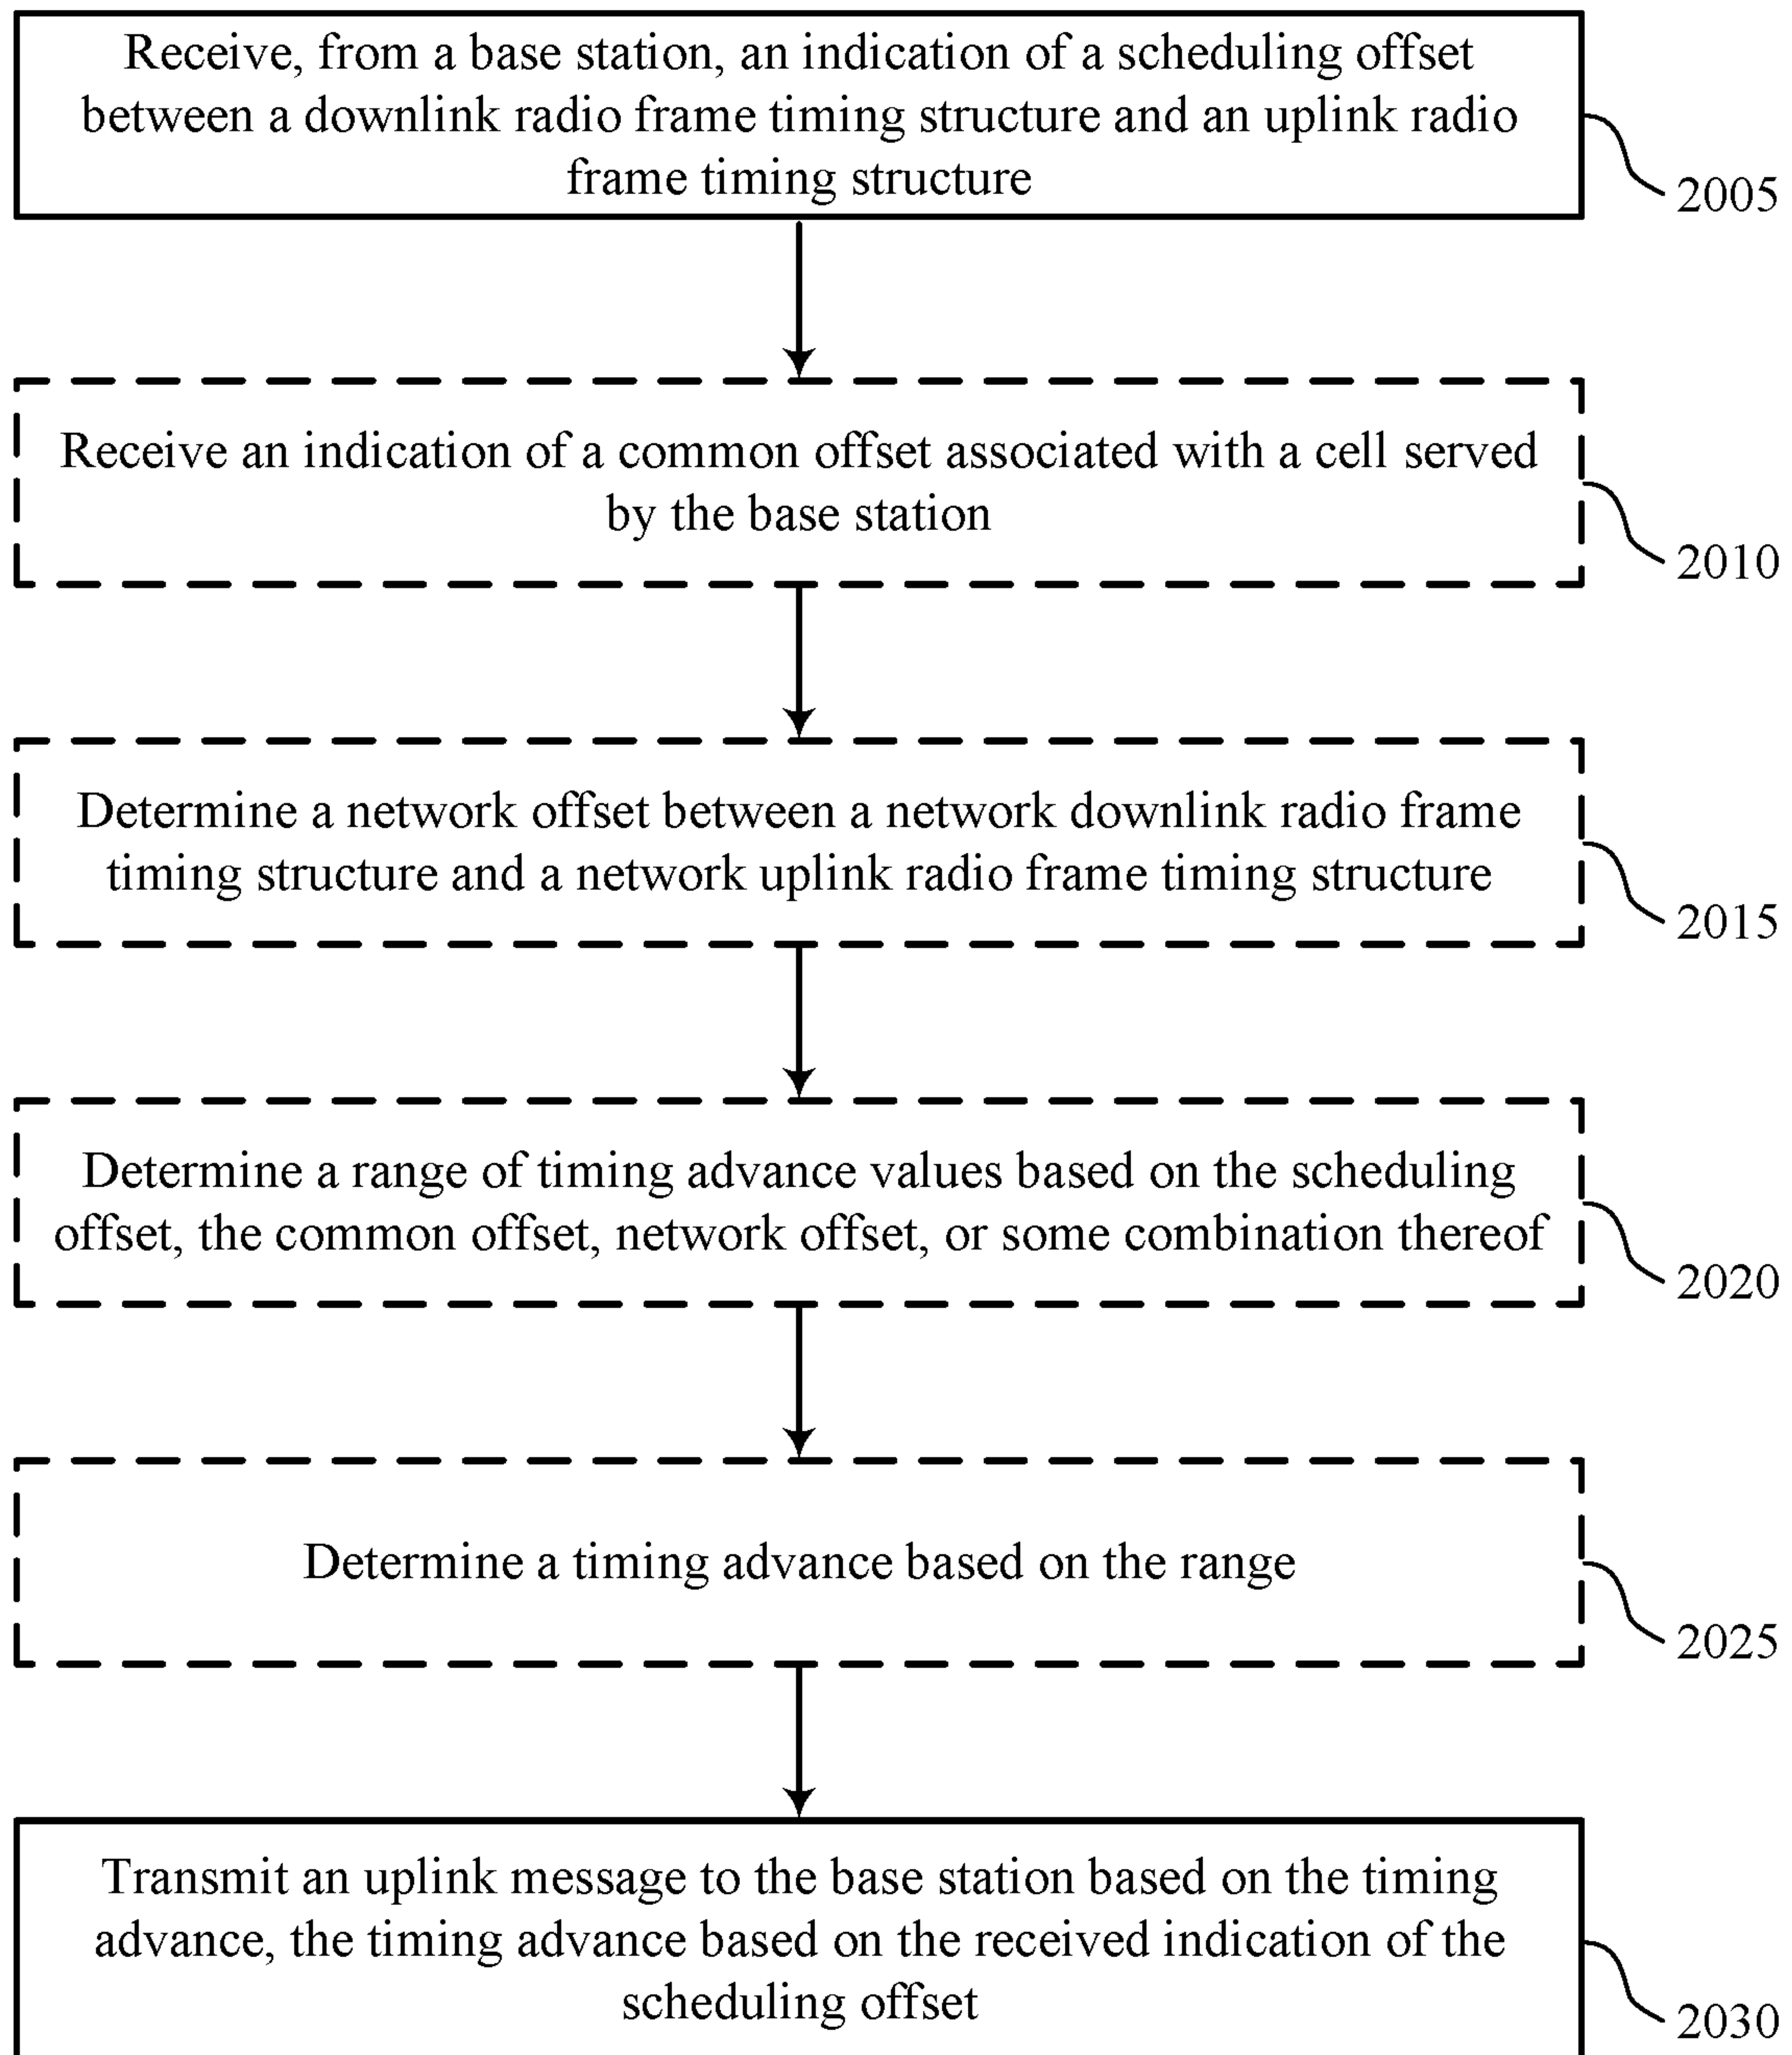 Receive, from a base station, an indication of a scheduling offset
between a downlink radio frame timing structure and an uplink radio
frame timing structure
2005
Receive an indication of a common offset associated with a cell served
by the base station
2010
Determine a network offset between a network downlink radio frame
timing structure and a network uplink radio frame timing structure
2015
Determine a range of timing advance values based on the scheduling
offset, the common offset, network offset, or some combination thereof
2020
Determine a timing advance based on the range
2025
Transmit an uplink message to the base station based on the timing
advance, the timing advance based on the received indication of the
scheduling offset
2030